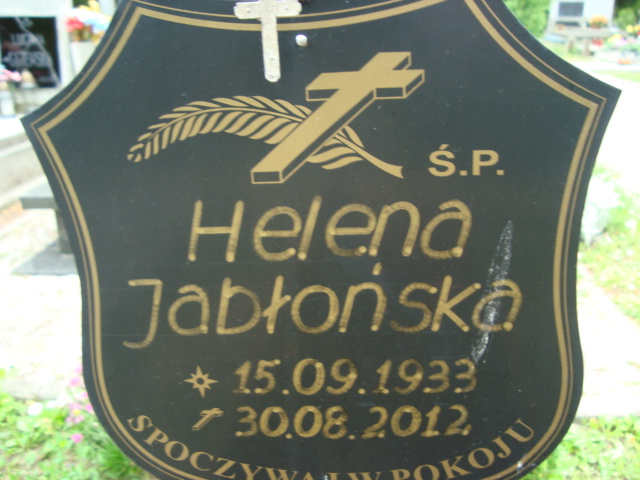 Ś.P.
Helena
Jabłońska
15.09.1933
30.08.2012
SPOCZYWAJ W POKOJU